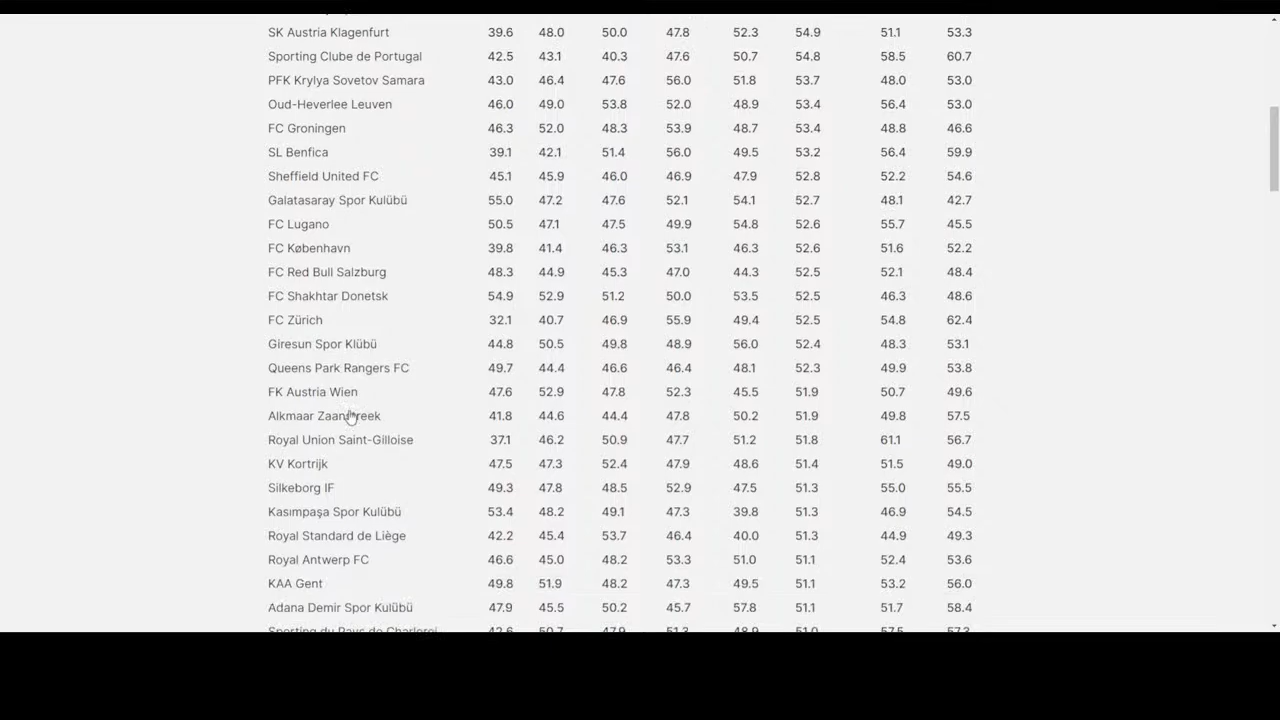 SK Austria Klagenfurt 39.6 48.0 50.0 47.8 52.3 54.9 51.1 53.3
Sporting Clube de Portugal 42.5 43.1 40.3 47.6 50.7 54.8 58.5 60.7
PFK Krylya Sovetov Samara 43.0 46.4 47.6 56.0 51.8 53.7 48.0 53.0
Oud-Heverlee Leuven 46.0 49.0 53.8 52.0 48.9 53.4 56.4 53.0
FC Groningen 46.3 52.0 48.3 53.9 48.7 53.4 48.8 46.6
SL Benfica 39.1 42.1 51.4 56.0 49.5 53.2 56.4 59.9
Sheffield United FC 45.1 45.9 46.0 46.9 47.9 52.8 52.2 54.6
Galatasaray Spor Kulübü 55.0 47.2 47.6 52.1 54.1 52.7 48.1 42.7
FC Lugano 50.5 47.1 47.5 49.9 54.8 52.6 55.7 45.5
FC København 39.8 41.4 46.3 53.1 46.3 52.6 51.6 52.2
FC Red Bull Salzburg 48.3 44.9 45.3 47.0 44.3 52.5 52.1 48.4
FC Shakhtar Donetsk 54.9 52.9 51.2 50.0 53.5 52.5 46.3 48.6
FC Zürich 32.1 40.7 46.9 55.9 49.4 52.5 54.8 62.4
Giresun Spor Klübü 44.8 50.5 49.8 48.9 56.0 52.4 48.3 53.1
Queens Park Rangers FC 49.7 44.4 46.6 46.4 48.1 52.3 49.9 53.8
FK Austria Wien 47.6 52.9 47.8 52.3 45.5 51.9 50.7 49.6
Alkmaar Zaanstreek 41.8 44.6 44.4 47.8 50.2 51.9 49.8 57.5
Royal Union Saint-Gilloise 37.1 46.2 50.9 47.7 51.2 51.8 61.1 56.7
KV Kortrijk 47.5 47.3 52.4 47.9 48.6 51.4 51.5 49.0
Silkeborg IF 49.3 47.8 48.5 52.9 47.5 51.3 55.0 55.5
Kasımpaşa Spor Kulübü 53.4 48.2 49.1 47.3 39.8 51.3 46.9 54.5
Royal Standard de Liège 42.2 45.4 53.7 46.4 40.0 51.3 44.9 49.3
Royal Antwerp FC 46.6 45.0 48.2 53.3 51.0 51.1 52.4 53.6
KAA Gent 49.8 51.9 48.2 47.3 49.5 51.1 53.2 56.0
Adana Demir Spor Kulübü 47.9 45.5 50.2 45.7 57.8 51.1 51.7 58.4
Sporting du Pays de Charleroi 42.6 50.7 47.9 51.3 48.9 51.0 57.5 57.3